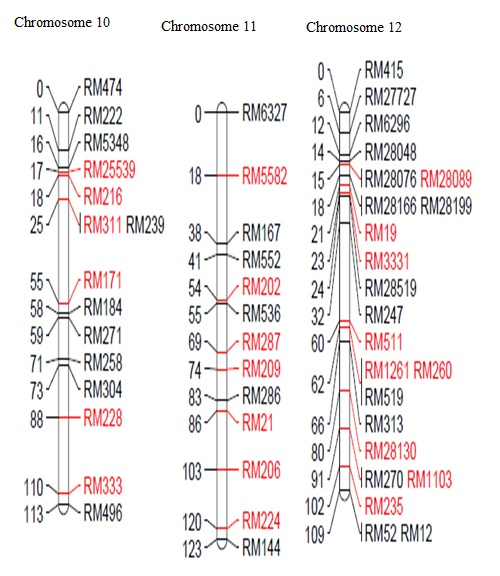 Chromosome 10
0 RM474
11 RM222
16 RM5348
17 RM25539
18 RM216
25 RM311 RM239
55 RM171
58 RM184
59 RM271
71 RM258
73 RM304
88 RM228
110 RM333
113 RM496
Chromosome 11
0 RM6327
18 RM5582
38 RM167
41 RM552
54 RM202
55 RM536
69 RM287
74 RM209
83 RM286
86 RM21
103 RM206
120 RM224
123 RM144
Chromosome 12
0 RM415
6 RM27727
12 RM6296
14 RM28048
15 RM28076 RM28089
18 RM28166 RM28199
21 RM19
23 RM3331
24 RM28519
32 RM247
60 RM511
62 RM1261 RM260
RM519
66 RM313
80 RM28130
91 RM270 RM1103
102 RM235
109 RM52 RM12